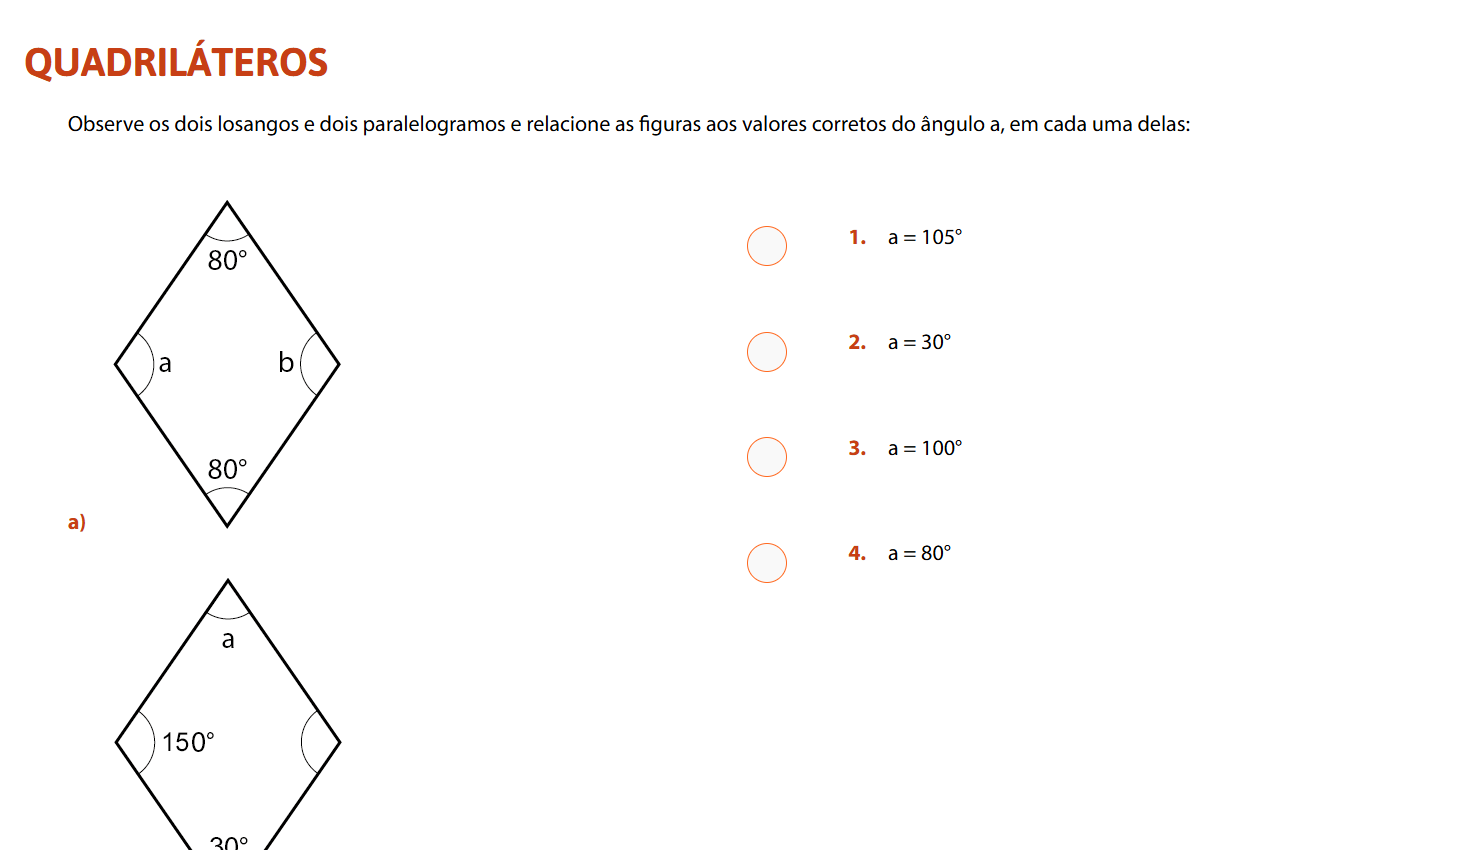 QUADRILÁTEROS
Observe os dois losangos e dois paralelogramos e relacione as figuras aos valores corretos do ângulo a, em cada uma delas:
80°
a b
80°
a)
a
150°
30°
1. a = 105°
2. a = 30°
3. a = 100°
4. a = 80°